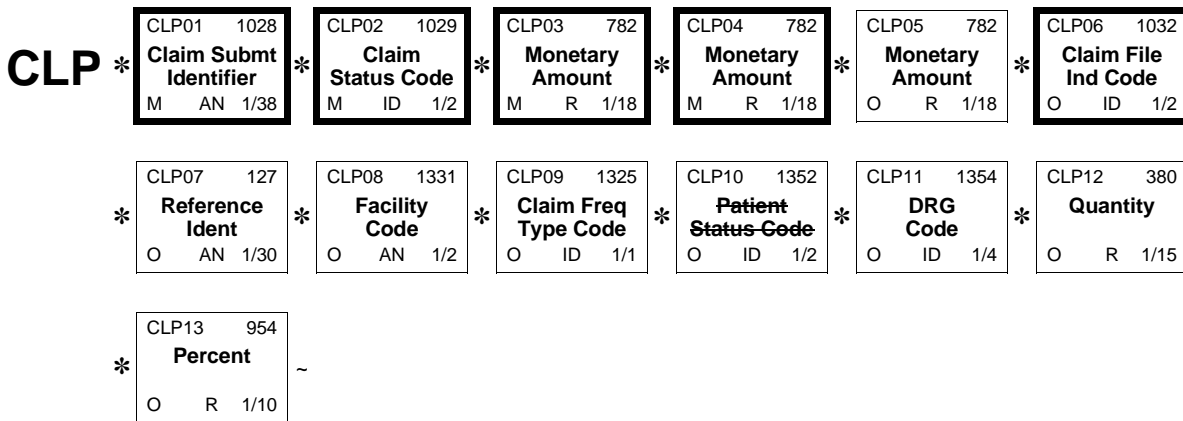 CLP01 1028 CLP02 1029 CLP03 782 CLP04 782 CLP05 782 CLP06 1032
CLP * Claim Submt Identifier * Claim Status Code * Monetary Amount * Monetary Amount * Monetary Amount * Claim File Ind Code
M AN 1/38 M ID 1/2 M R 1/18 M R 1/18 O R 1/18 O ID 1/2
CLP07 127 CLP08 1331 CLP09 1325 CLP10 1352 CLP11 1354 CLP12 380
* Reference Ident * Facility Code * Claim Freq Type Code * Patient Status Code * DRG Code * Quantity
O AN 1/30 O AN 1/2 O ID 1/1 O ID 1/2 O ID 1/4 O R 1/15
CLP13 954
* Percent ~
O R 1/10